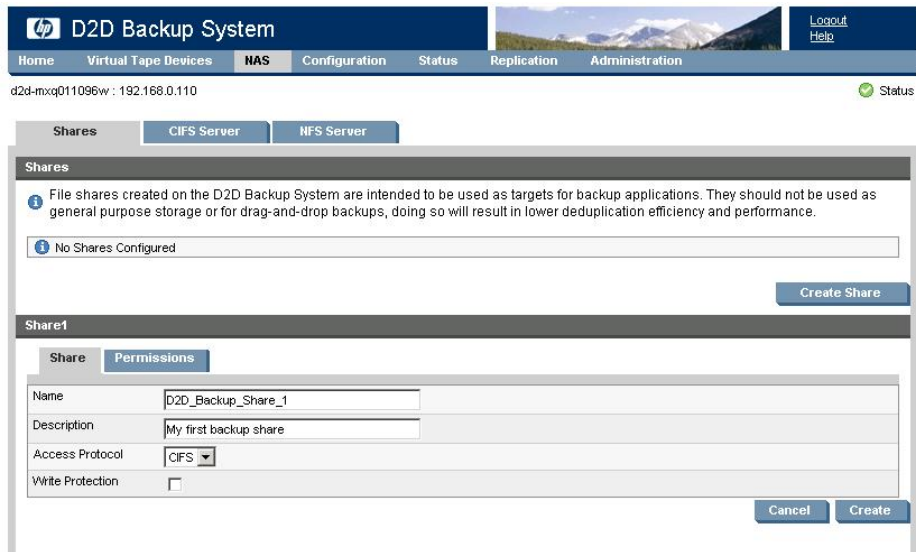 hp D2D Backup System
Logout
Help
Home Virtual Tape Devices NAS Configuration Status Replication Administration
d2d-mxq011096w : 192.168.0.110 Status
Shares CIFS Server NFS Server
Shares
File shares created on the D2D Backup System are intended to be used as targets for backup applications. They should not be used as
general purpose storage or for drag-and-drop backups, doing so will result in lower deduplication efficiency and performance.
No Shares Configured
Create Share
Share1
Share Permissions
Name D2D_Backup_Share_1
Description My first backup share
Access Protocol CIFS
Write Protection
Cancel Create